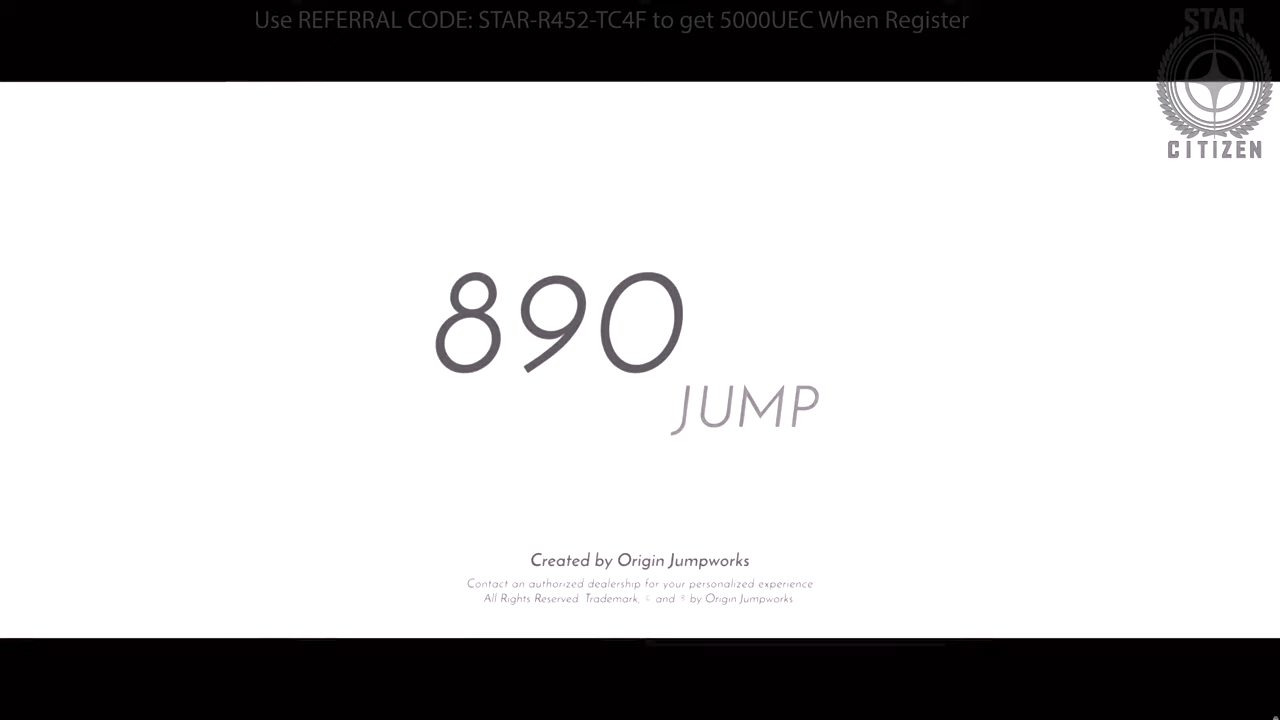 Use REFERRAL CODE: STAR-R452-TC4F to get 5000UEC When Register
STAR
CITIZEN
890
JUMP
Created by Origin Jumpworks
Contact an authorized dealership for your personalized experience
All Rights Reserved. Trademark, © and ® by Origin Jumpworks